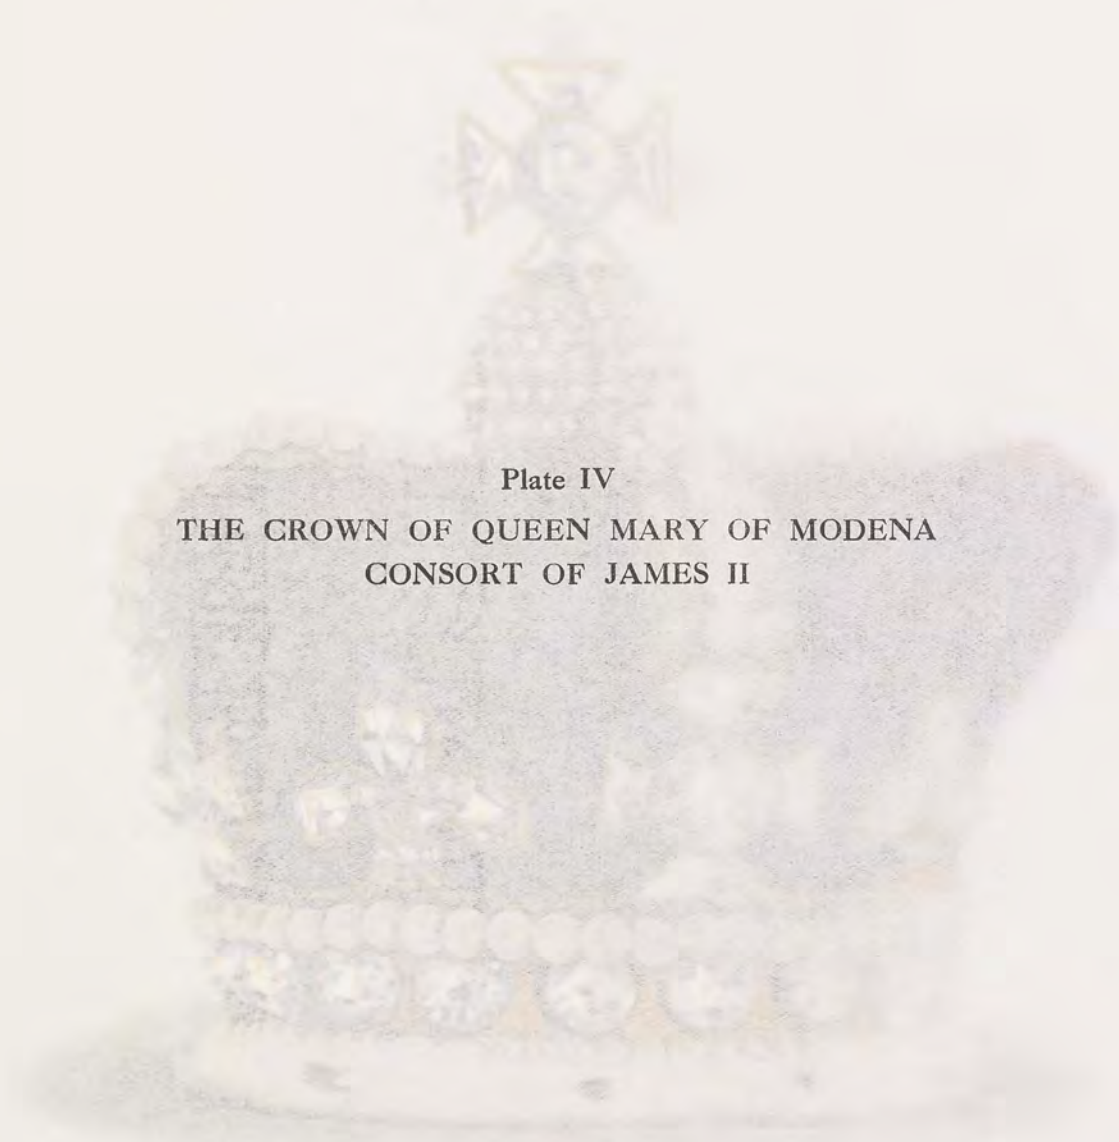 Plate IV
THE CROWN OF QUEEN MARY OF MODENA
CONSORT OF JAMES II